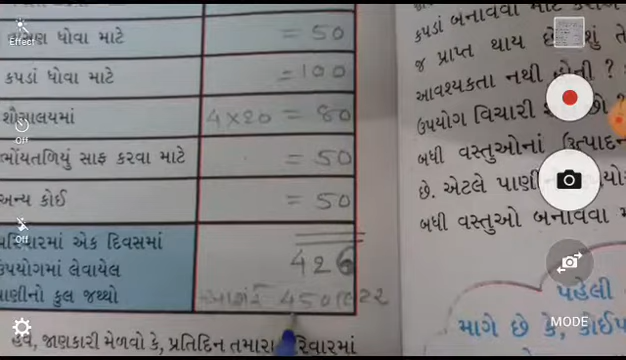 ધોવા માટે = 50
કપડાં ધોવા માટે = 100
શૌચાલયમાં 4 × 20 = 80
ભોંયતળિયું સાફ કરવા માટે = 50
અન્ય કોઈ = 50
પરિવારમાં એક દિવસમાં
ઉપયોગમાં લેવાયેલ 426
પાણીનો કુલ જથ્થો 450
હવે, જાણકારી મેળવો કે, પ્રતિદિન તમારા પરિવારમાં
કપડાં બનાવવા માટે
જ પ્રાપ્ત થાય છે
આવશ્યકતા નથી હોતી ?
ઉપયોગ વિચારી છો ?
બધી વસ્તુઓનાં ઉત્પાદન
છે. એટલે પાણી
બધી વસ્તુઓ બનાવવા
પહેલી
માગે છે કે, કોઈપ
Effect
Off
Off
MODE